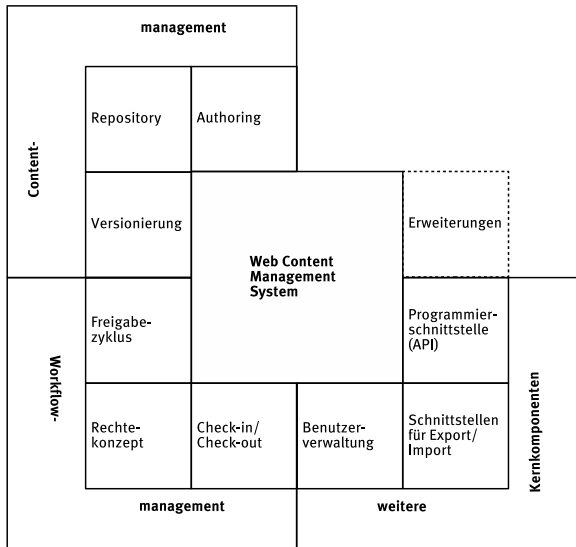 management
Content-
Repository
Authoring
Versionierung
Web Content
Management
System
Erweiterungen
Freigabe-
zyklus
Programmier-
schnittstelle
(API)
Workflow-
Rechte-
konzept
Check-in/
Check-out
Benutzer-
verwaltung
Schnittstellen
für Export/
Import
Kernkomponenten
management
weitere